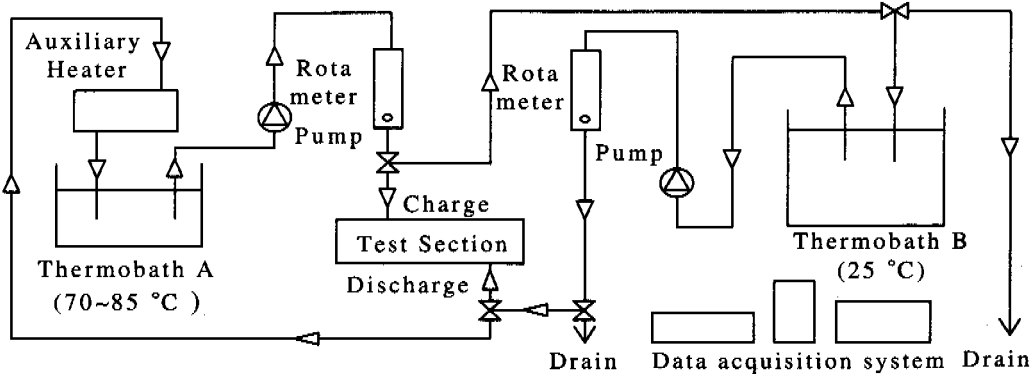 Auxiliary
Heater
Rota
meter
Pump
Rota
meter
Pump
Charge
Test Section
Discharge
Thermobath A
(70~85 °C )
Thermobath B
(25 °C)
Drain
Data acquisition system
Drain